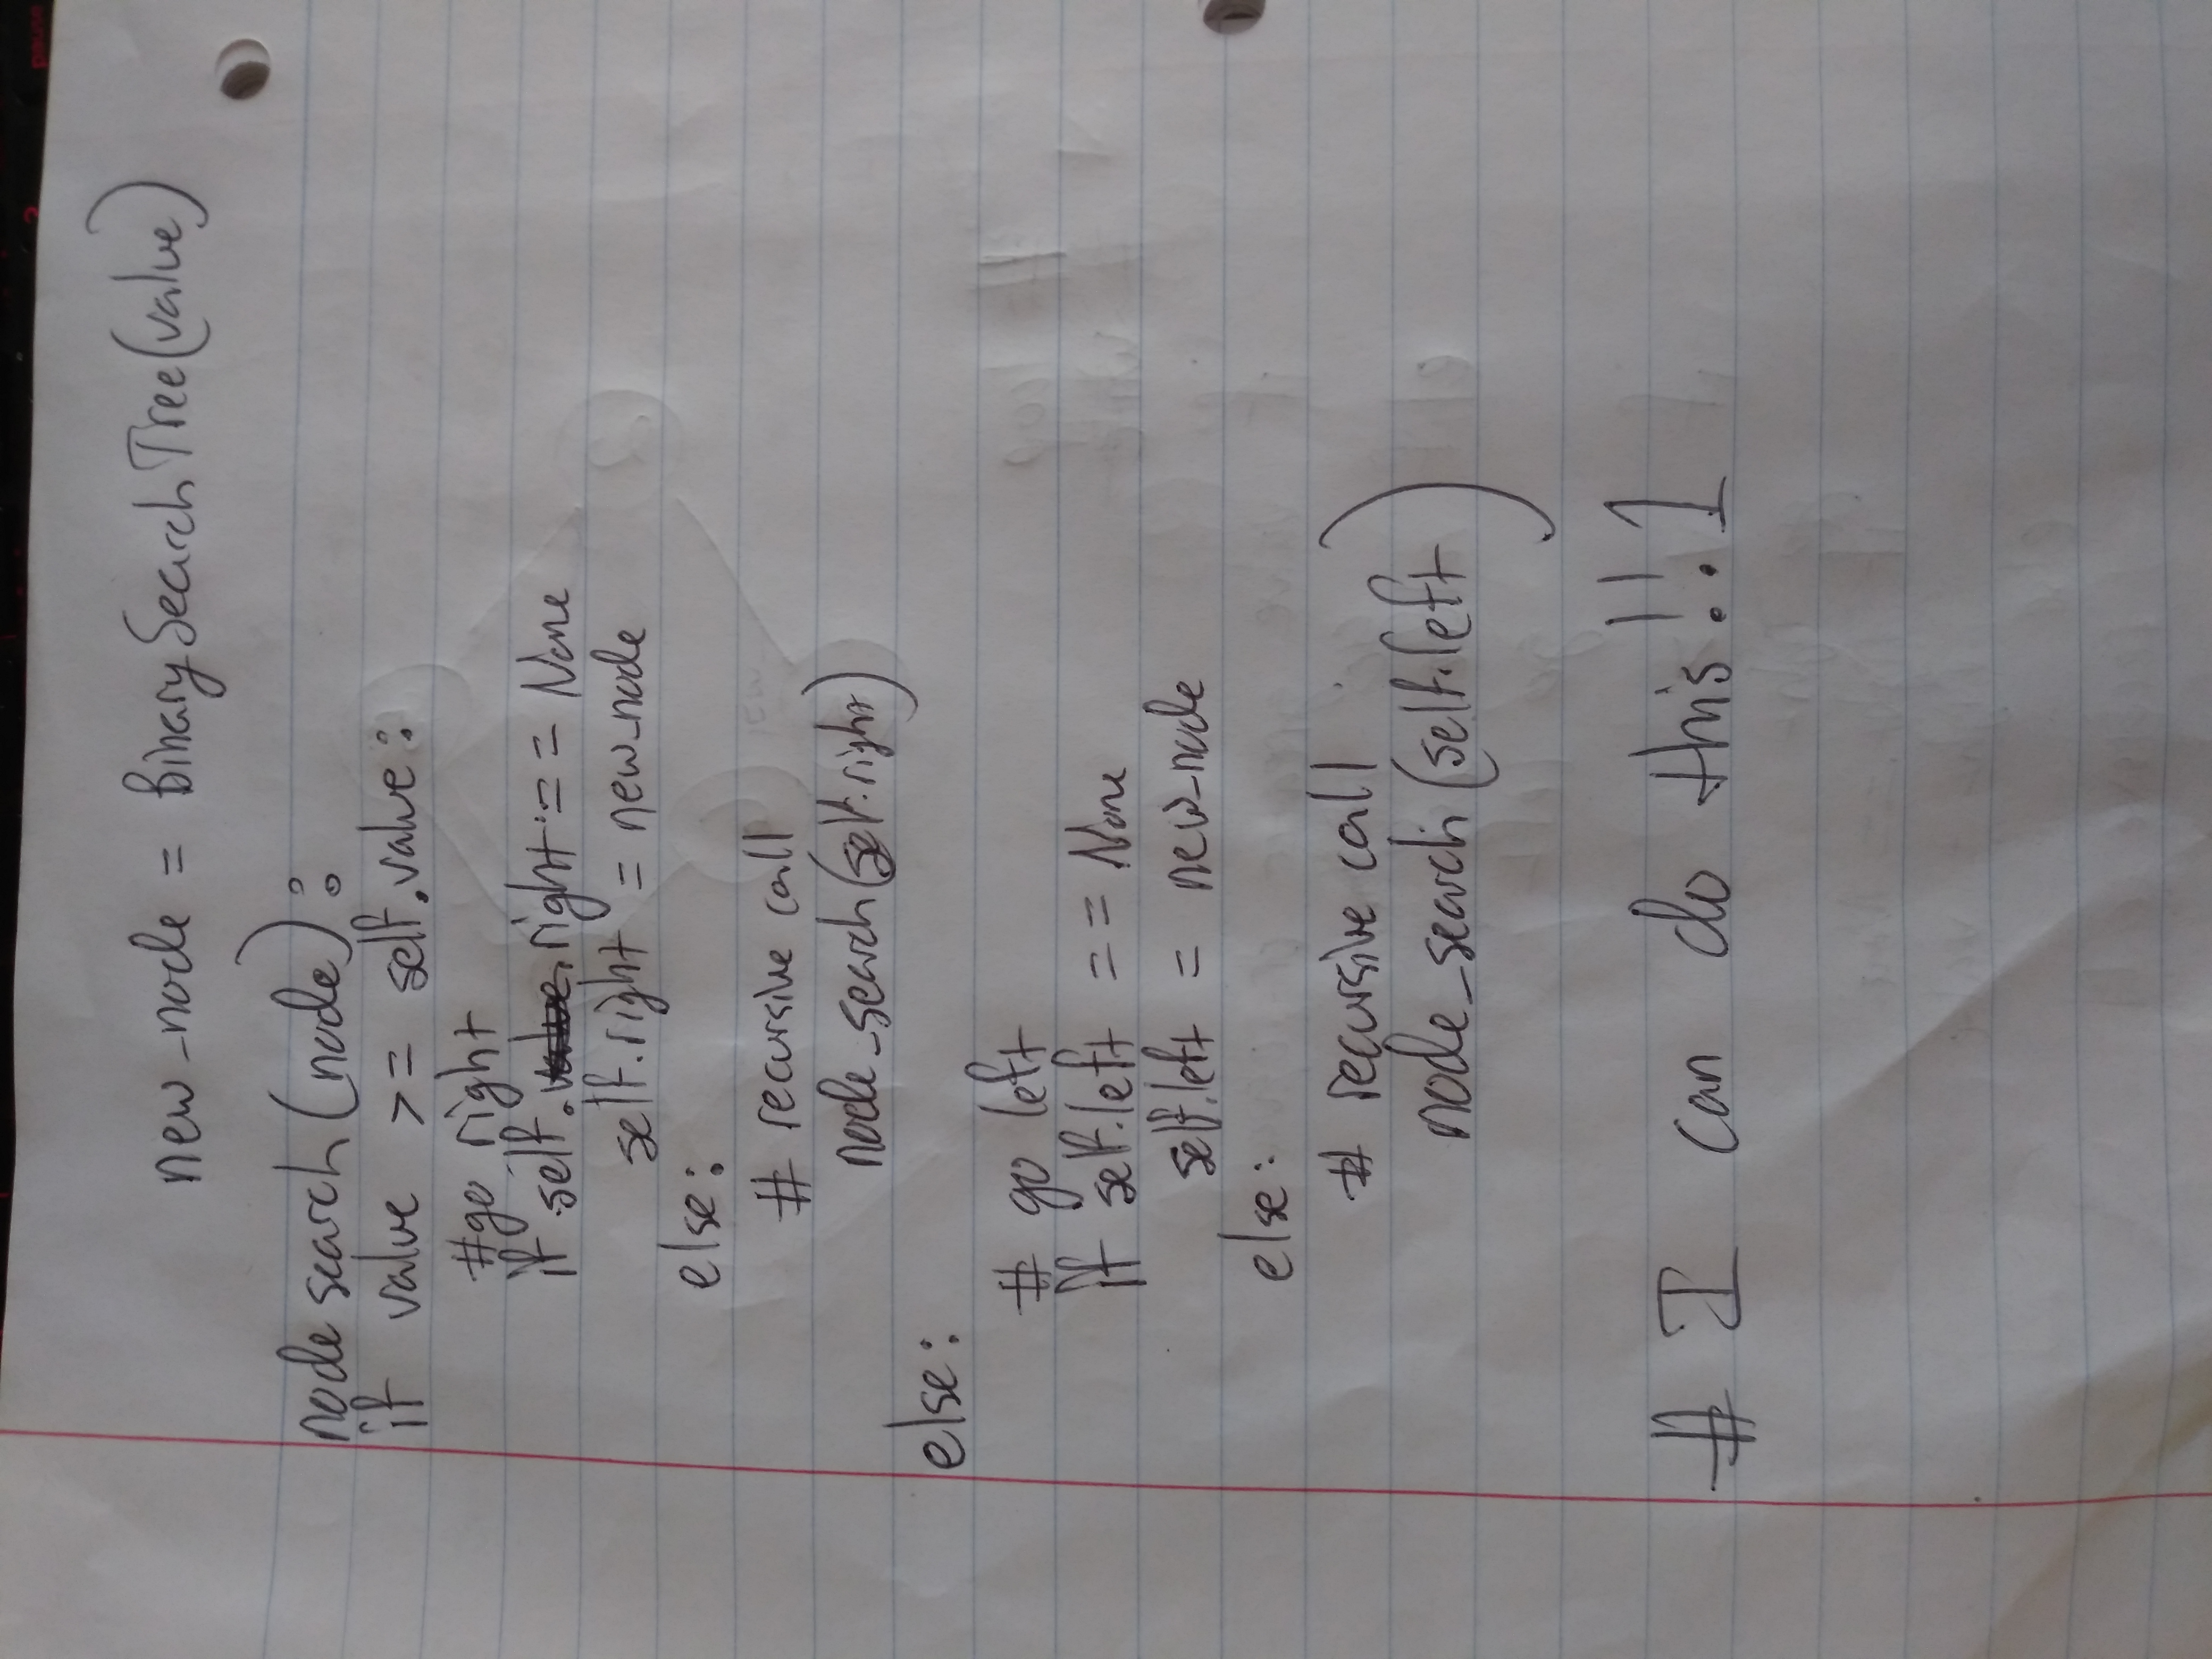 pause
new_node = BinarySearchTree(value)
node search(node):
if value >= self.value:
#go right
if self.right == None
self.right = new_node
else:
# recursive call
node_search(self.right)
else:
# go left
if self.left == None
self.left = new_node
else:
# recursive call
node_search(self.left)
# I can do this!!1